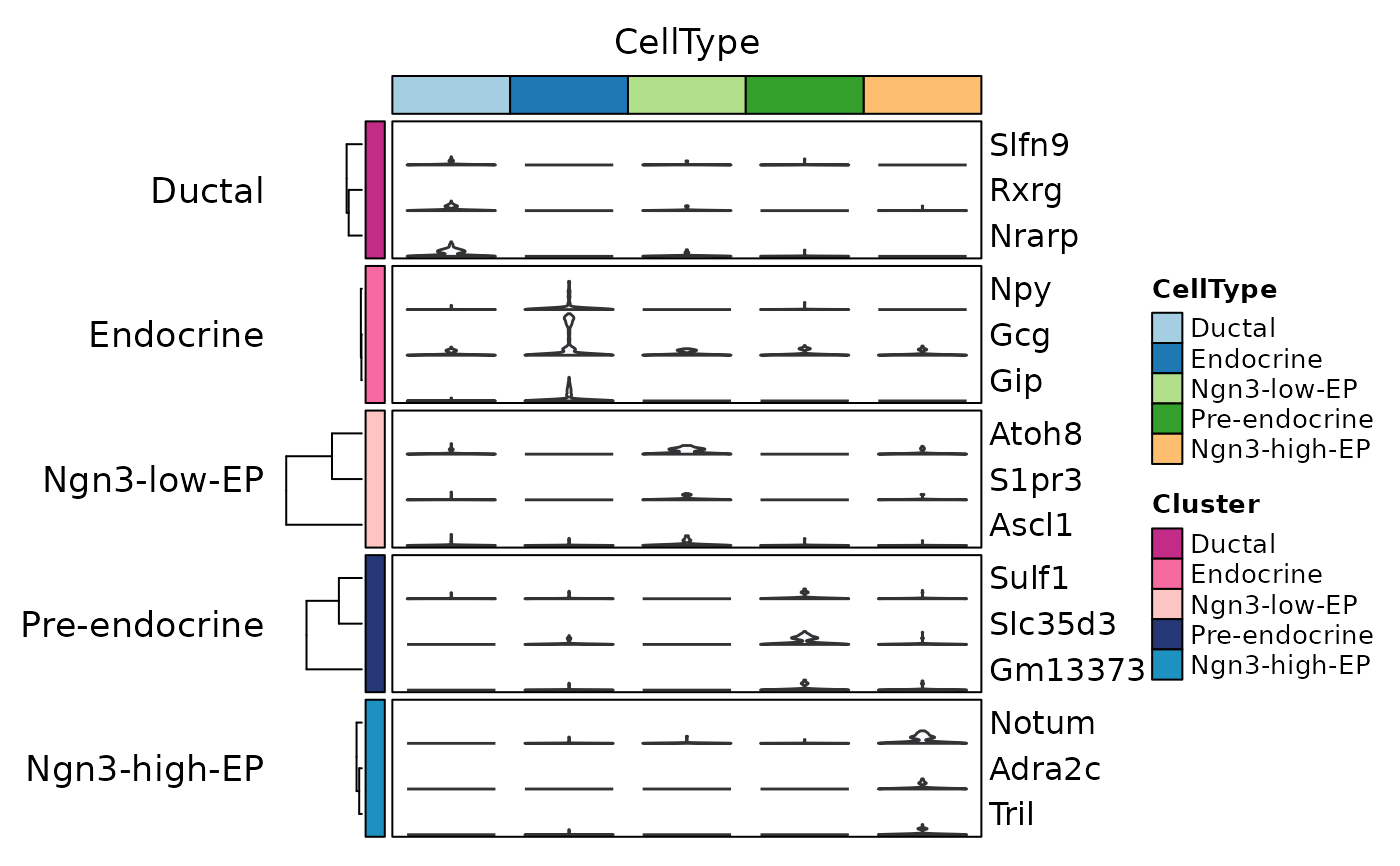 CellType
Ductal
Slfn9
Rxrg
Nrarp
Endocrine
Npy
Gcg
Gip
Ngn3-low-EP
Atoh8
S1pr3
Ascl1
Pre-endocrine
Sulf1
Slc35d3
Gm13373
Ngn3-high-EP
Notum
Adra2c
Tril
CellType
Ductal
Endocrine
Ngn3-low-EP
Pre-endocrine
Ngn3-high-EP
Cluster
Ductal
Endocrine
Ngn3-low-EP
Pre-endocrine
Ngn3-high-EP